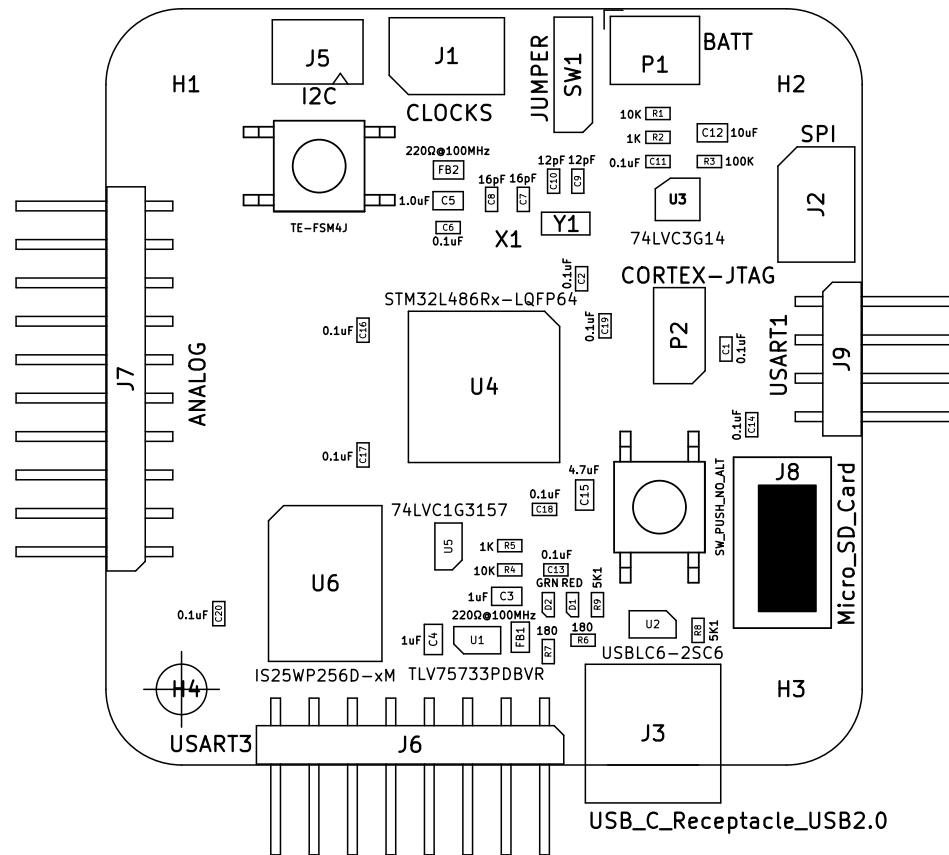 J5
I2C
J1
CLOCKS
JUMPER
SW1
P1
BATT
H1
H2
10K R1
1K R2
C12 10uF
0.1uF C11
R3 100K
SPI
J2
220Ω@100MHz
FB2
12pF 12pF
C10 C9
16pF 16pF
C8 C7
1.0uF C5
C6
0.1uF
TE-FSM4J
X1
Y1
U3
74LVC3G14
0.1uF
C2
CORTEX-JTAG
STM32L486Rx-LQFP64
0.1uF C16
0.1uF
C19
P2
C1
0.1uF
USART1
J9
J7
ANALOG
U4
0.1uF
C14
0.1uF C17
4.7uF
C15
0.1uF
C18
SW_PUSH_NO_ALT
J8
Micro_SD_Card
74LVC1G3157
U5
1K R5
10K R4
0.1uF
C13
GRN RED
D2 D1
5K1
R9
1uF C3
U6
0.1uF C20
220Ω@100MHz
1uF
C4
U1
FB1
180
R7
180
R6
U2
R8
5K1
USBLC6-2SC6
IS25WP256D-xM
TLV75733PDBVR
H4
H3
USART3
J6
J3
USB_C_Receptacle_USB2.0